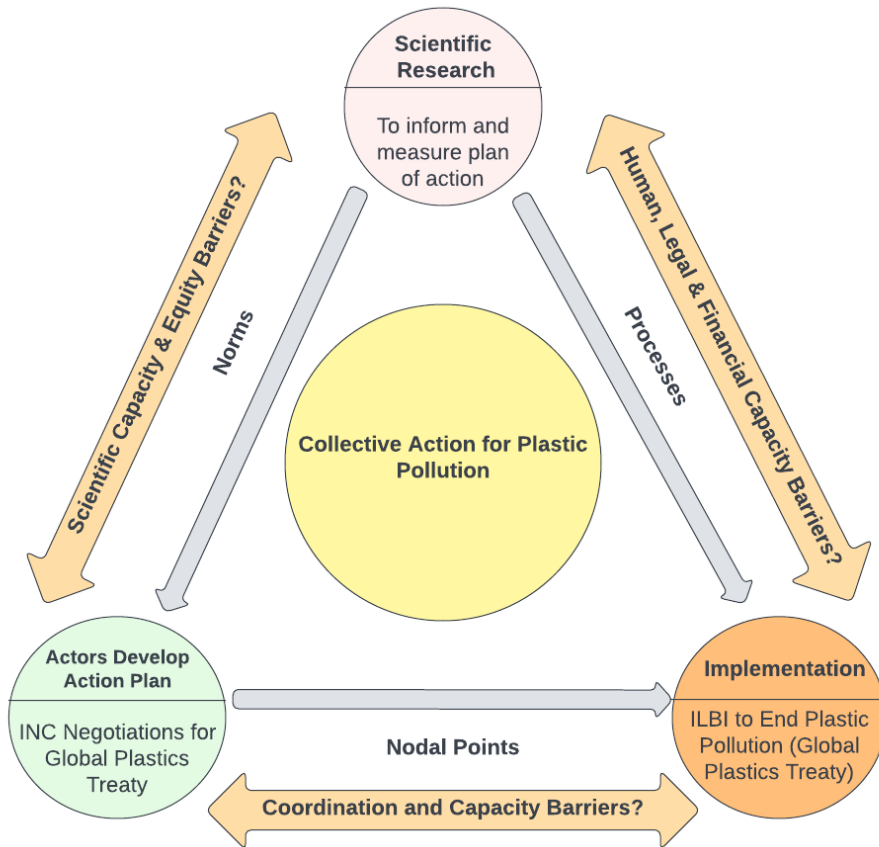 Scientific
Research
To inform and
measure plan
of action
Scientific Capacity & Equity Barriers?
Norms
Human, Legal & Financial Capacity Barriers?
Processes
Collective Action for Plastic
Pollution
Actors Develop
Action Plan
INC Negotiations for
Global Plastics
Treaty
Implementation
ILBI to End Plastic
Pollution (Global
Plastics Treaty)
Nodal Points
Coordination and Capacity Barriers?